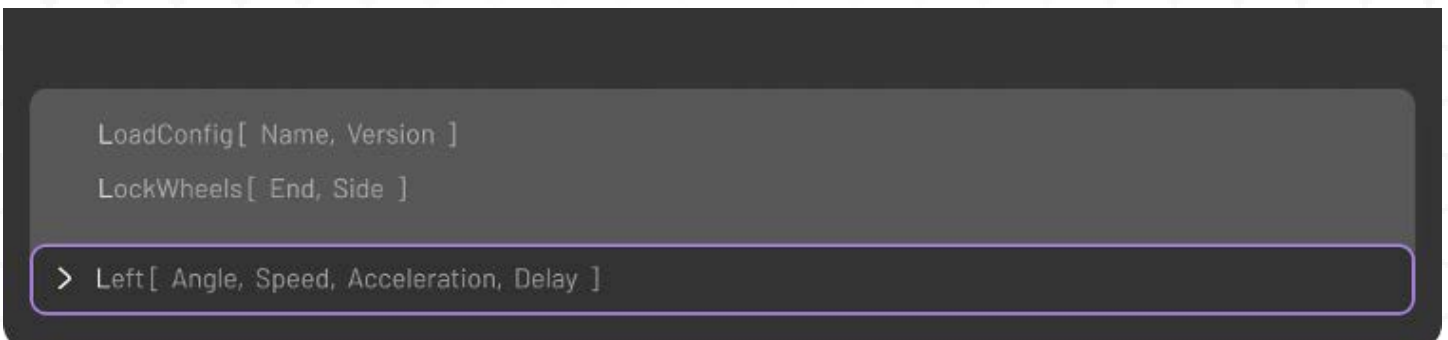 LoadConfig[ Name, Version ]
LockWheels[ End, Side ]
> Left[ Angle, Speed, Acceleration, Delay ]